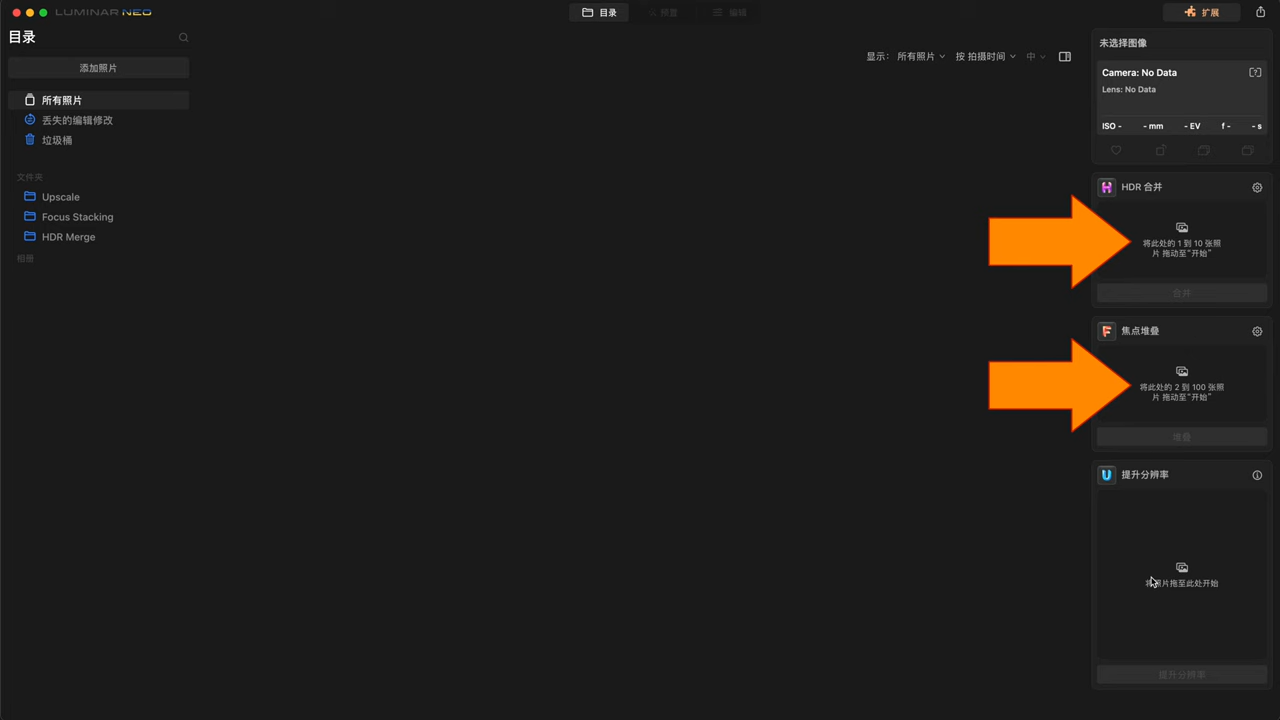 LUMINAR NEO
目录
预置
编辑
扩展
目录
添加照片
所有照片
丢失的编辑修改
垃圾桶
文件夹
Upscale
Focus Stacking
HDR Merge
相册
显示: 所有照片 按 拍摄时间 中
未选择图像
Camera: No Data
Lens: No Data
ISO - - mm - EV f - - s
HDR 合并
将此处的 1 到 10 张照
片 拖动至“开始”
合并
焦点堆叠
将此处的 2 到 100 张照
片 拖动至“开始”
堆叠
提升分辨率
将照片拖至此处开始
提升分辨率